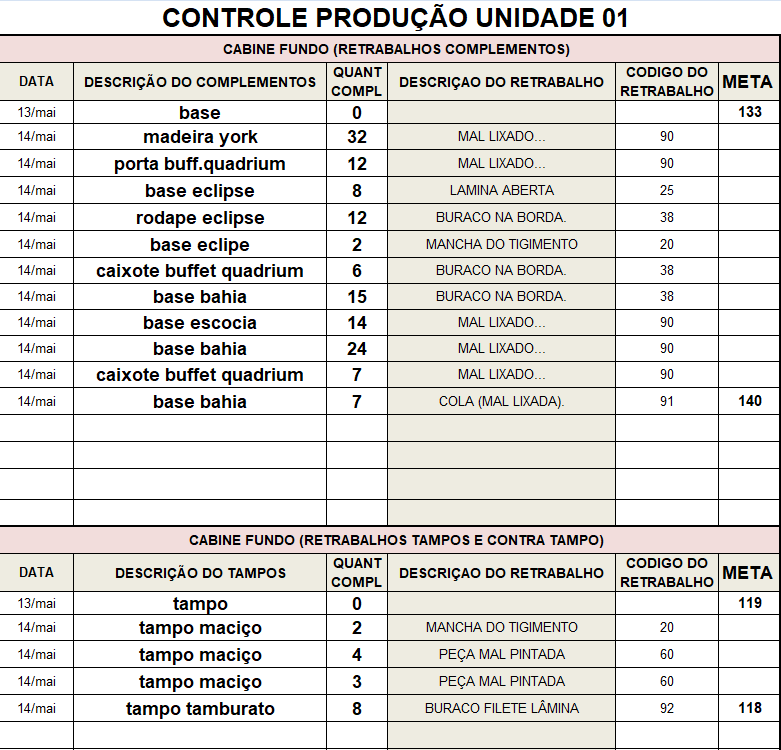 CONTROLE PRODUÇÃO UNIDADE 01
CABINE FUNDO (RETRABALHOS COMPLEMENTOS)
DATA DESCRIÇÃO DO COMPLEMENTOS QUANT COMPL DESCRIÇAO DO RETRABALHO CODIGO DO RETRABALHO META
13/mai base 0 133
14/mai madeira york 32 MAL LIXADO... 90
14/mai porta buff.quadrium 12 MAL LIXADO... 90
14/mai base eclipse 8 LAMINA ABERTA 25
14/mai rodape eclipse 12 BURACO NA BORDA. 38
14/mai base eclipe 2 MANCHA DO TIGIMENTO 20
14/mai caixote buffet quadrium 6 BURACO NA BORDA. 38
14/mai base bahia 15 BURACO NA BORDA. 38
14/mai base escocia 14 MAL LIXADO... 90
14/mai base bahia 24 MAL LIXADO... 90
14/mai caixote buffet quadrium 7 MAL LIXADO... 90
14/mai base bahia 7 COLA (MAL LIXADA). 91 140
CABINE FUNDO (RETRABALHOS TAMPOS E CONTRA TAMPO)
DATA DESCRIÇÃO DO TAMPOS QUANT COMPL DESCRIÇAO DO RETRABALHO CODIGO DO RETRABALHO META
13/mai tampo 0 119
14/mai tampo maciço 2 MANCHA DO TIGIMENTO 20
14/mai tampo maciço 4 PEÇA MAL PINTADA 60
14/mai tampo maciço 3 PEÇA MAL PINTADA 60
14/mai tampo tamburato 8 BURACO FILETE LÂMINA 92 118